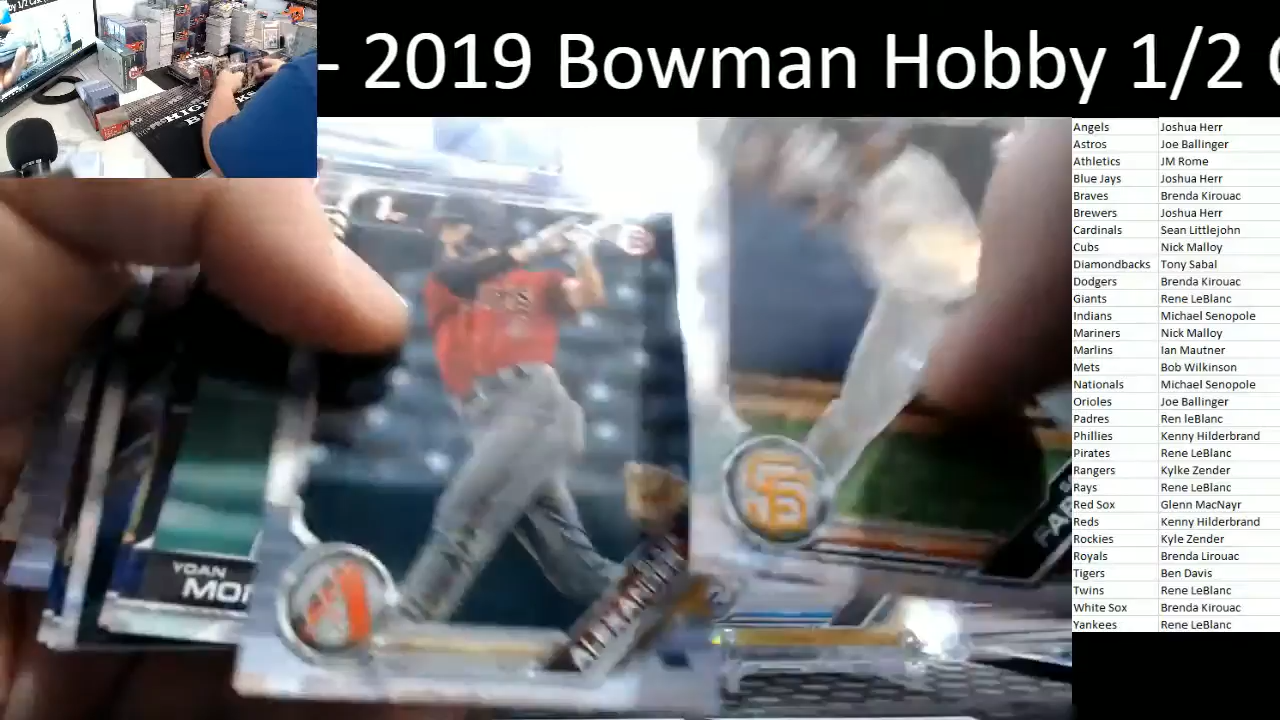 - 2019 Bowman Hobby 1/2
Angels Joshua Herr
Astros Joe Ballinger
Athletics JM Rome
Blue Jays Joshua Herr
Braves Brenda Kirouac
Brewers Joshua Herr
Cardinals Sean Littlejohn
Cubs Nick Malloy
Diamondbacks Tony Sabal
Dodgers Brenda Kirouac
Giants Rene LeBlanc
Indians Michael Senopole
Mariners Nick Malloy
Marlins Ian Mautner
Mets Bob Wilkinson
Nationals Michael Senopole
Orioles Joe Ballinger
Padres Ren leBlanc
Phillies Kenny Hilderbrand
Pirates Rene LeBlanc
Rangers Kylke Zender
Rays Rene LeBlanc
Red Sox Glenn MacNayr
Reds Kenny Hilderbrand
Rockies Kyle Zender
Royals Brenda Lirouac
Tigers Ben Davis
Twins Rene LeBlanc
White Sox Brenda Kirouac
Yankees Rene LeBlanc
YOAN
SF